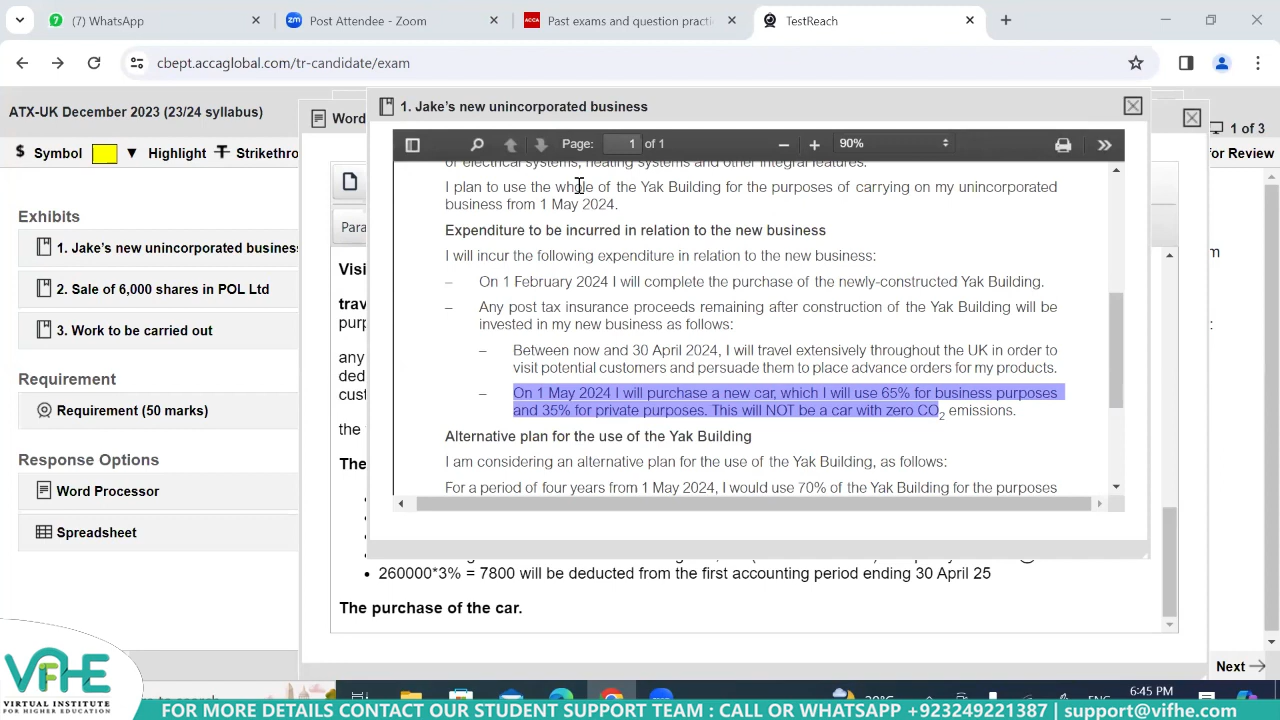 (7) WhatsApp
Post Attendee - Zoom
Past exams and question practi
TestReach
cbept.accaglobal.com/tr-candidate/exam
ATX-UK December 2023 (23/24 syllabus)
1. Jake's new unincorporated business
Word
1 of 3
$ Symbol Highlight Strikethro
Page: 1 of 1
90%
or Review
of electrical systems, heating systems and other integral features.
I plan to use the whole of the Yak Building for the purposes of carrying on my unincorporated
business from 1 May 2024.
Exhibits
Para
Expenditure to be incurred in relation to the new business
1. Jake's new unincorporated busines
I will incur the following expenditure in relation to the new business:
Visi
– On 1 February 2024 I will complete the purchase of the newly-constructed Yak Building.
2. Sale of 6,000 shares in POL Ltd
trav
– Any post tax insurance proceeds remaining after construction of the Yak Building will be
purp
invested in my new business as follows:
3. Work to be carried out
any
– Between now and 30 April 2024, I will travel extensively throughout the UK in order to
ded
visit potential customers and persuade them to place advance orders for my products.
Requirement
cust
– On 1 May 2024 I will purchase a new car, which I will use 65% for business purposes
and 35% for private purposes. This will NOT be a car with zero CO2 emissions.
Requirement (50 marks)
the
Alternative plan for the use of the Yak Building
Response Options
The
I am considering an alternative plan for the use of the Yak Building, as follows:
Word Processor
For a period of four years from 1 May 2024, I would use 70% of the Yak Building for the purposes
Spreadsheet
• 260000*3% = 7800 will be deducted from the first accounting period ending 30 April 25
The purchase of the car.
Next
VFHE
VIRTUAL INSTITUTE
FOR HIGHER EDUCATION
ENG
6:45 PM
FOR MORE DETAILS CONTACT OUR STUDENT SUPPORT TEAM : CALL OR WHATSAPP +923249221387 | support@vifhe.com